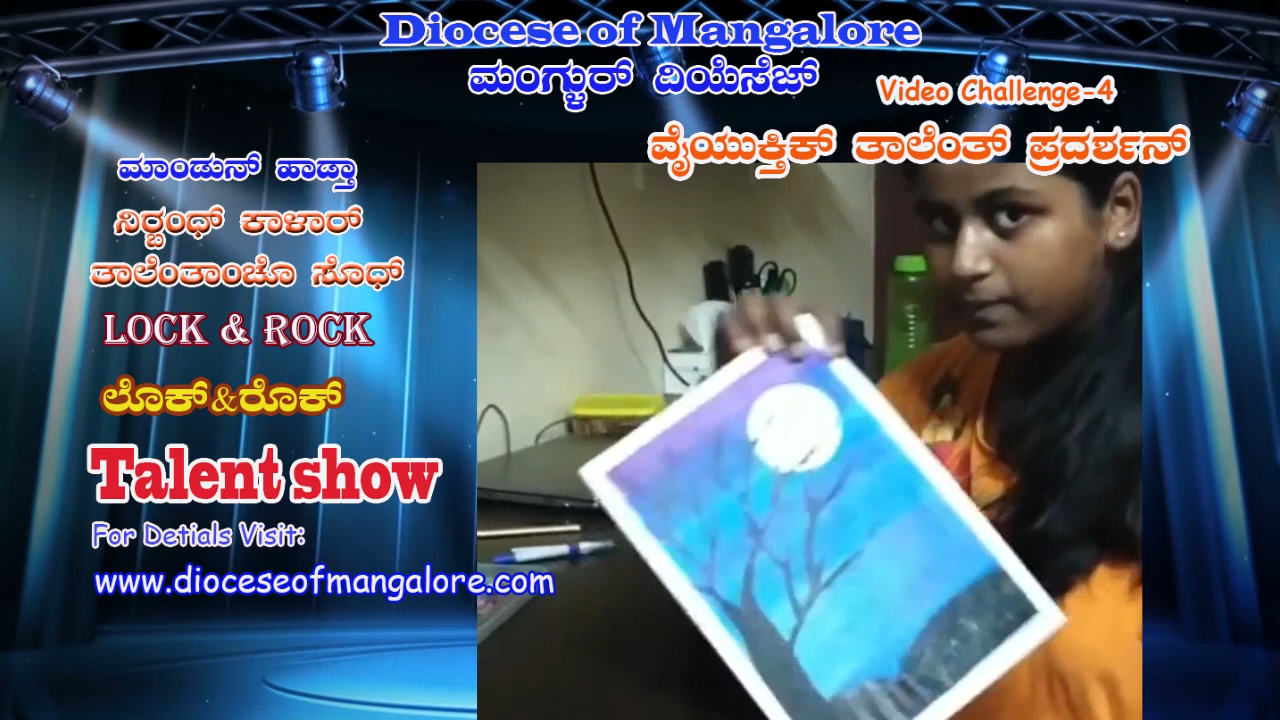 Diocese of Mangalore
ಮಂಗ್ಳುರ್ ದಿಯೆಸೆಜ್
Video Challenge-4
ವೈಯುಕ್ತಿಕ್ ತಾಲೆಂತ್ ಪ್ರದರ್ಶನ್
ಮಾಂಡುನ್ ಹಾಡ್ತಾ
ನಿರ್‍ಬಂಧ್ ಕಾಳಾರ್
ತಾಲೆಂತಾಂಚೊ ಸೊಧ್
LOCK & ROCK
ಲೊಕ್&ರೊಕ್
Talent show
For Detials Visit:
www.dioceseofmangalore.com